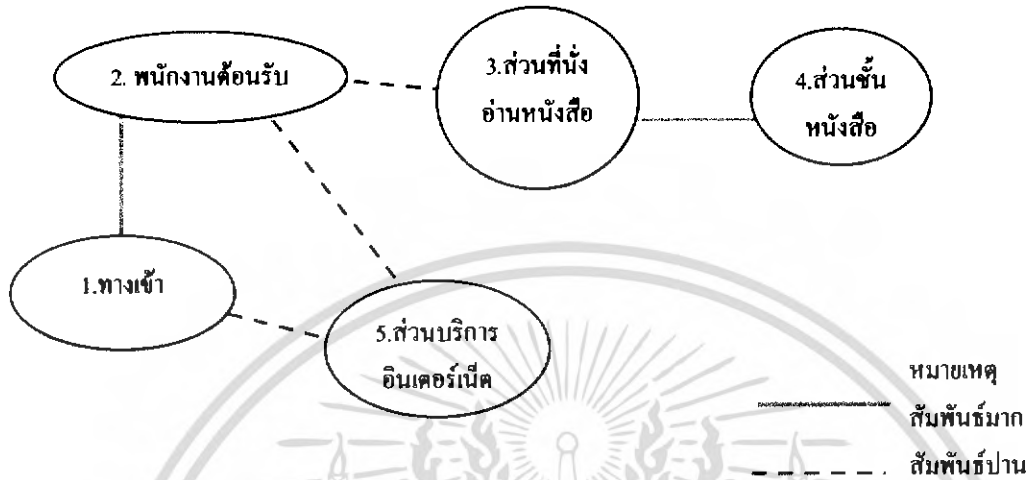 2. พนักงานต้อนรับ
3.ส่วนที่นั่ง
อ่านหนังสือ
4.ส่วนชั้น
หนังสือ
1.ทางเข้า
5.ส่วนบริการ
อินเตอร์เน็ต
หมายเหตุ
สัมพันธ์มาก
สัมพันธ์ปาน